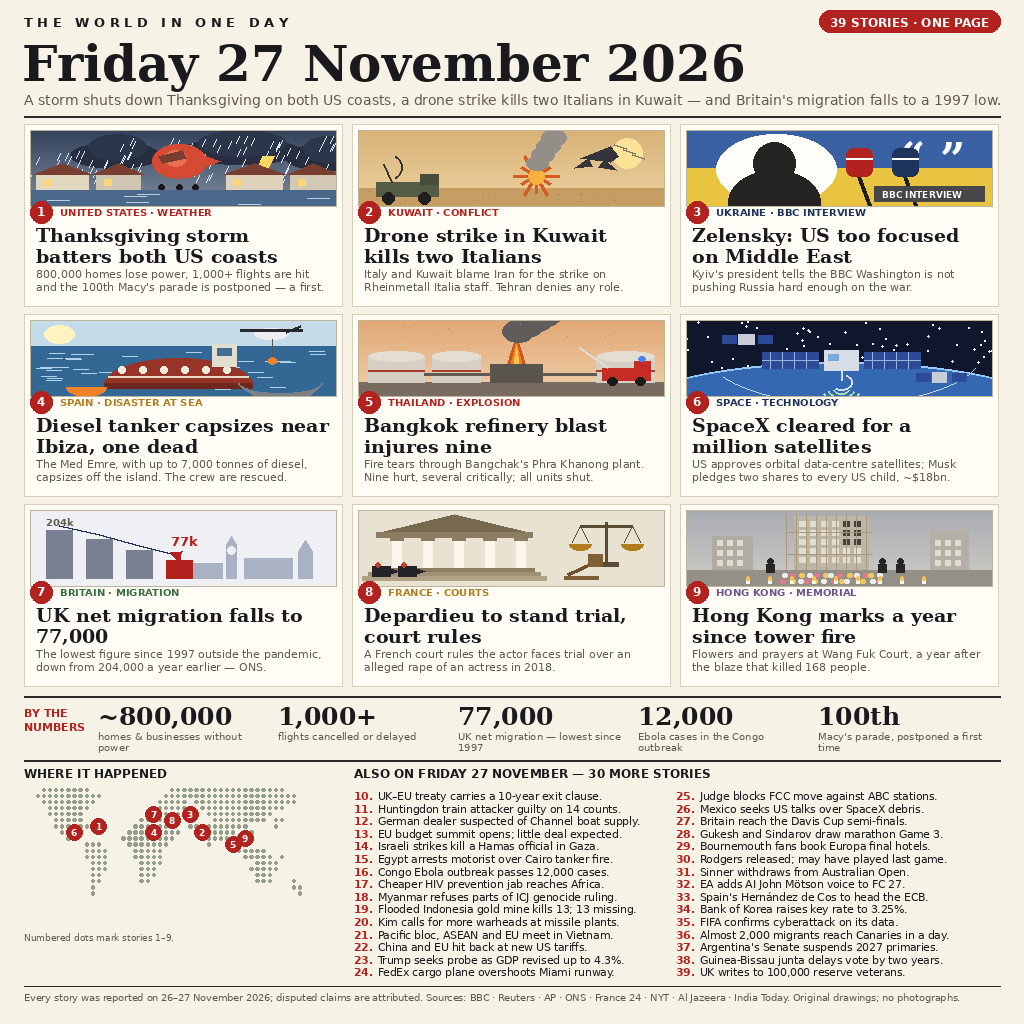 THE WORLD IN ONE DAY
39 STORIES · ONE PAGE
Friday 27 November 2026
A storm shuts down Thanksgiving on both US coasts, a drone strike kills two Italians in Kuwait — and Britain's migration falls to a 1997 low.
1 UNITED STATES · WEATHER
Thanksgiving storm
batters both US coasts
800,000 homes lose power, 1,000+ flights are hit
and the 100th Macy's parade is postponed — a first.
2 KUWAIT · CONFLICT
Drone strike in Kuwait
kills two Italians
Italy and Kuwait blame Iran for the strike on
Rheinmetall Italia staff. Tehran denies any role.
“ ”
BBC INTERVIEW
3 UKRAINE · BBC INTERVIEW
Zelensky: US too focused
on Middle East
Kyiv's president tells the BBC Washington is not
pushing Russia hard enough on the war.
4 SPAIN · DISASTER AT SEA
Diesel tanker capsizes near
Ibiza, one dead
The Med Emre, with up to 7,000 tonnes of diesel,
capsizes off the island. The crew are rescued.
5 THAILAND · EXPLOSION
Bangkok refinery blast
injures nine
Fire tears through Bangchak's Phra Khanong plant.
Nine hurt, several critically; all units shut.
6 SPACE · TECHNOLOGY
SpaceX cleared for a
million satellites
US approves orbital data-centre satellites; Musk
pledges two shares to every US child, ~$18bn.
204k
77k
7 BRITAIN · MIGRATION
UK net migration falls to
77,000
The lowest figure since 1997 outside the pandemic,
down from 204,000 a year earlier — ONS.
8 FRANCE · COURTS
Depardieu to stand trial,
court rules
A French court rules the actor faces trial over an
alleged rape of an actress in 2018.
9 HONG KONG · MEMORIAL
Hong Kong marks a year
since tower fire
Flowers and prayers at Wang Fuk Court, a year after
the blaze that killed 168 people.
BY THE
NUMBERS
~800,000
homes & businesses without
power
1,000+
flights cancelled or delayed
77,000
UK net migration — lowest since
1997
12,000
Ebola cases in the Congo
outbreak
100th
Macy's parade, postponed a first
time
WHERE IT HAPPENED
7
3
8
1
6
4
2
9
5
Numbered dots mark stories 1–9.
ALSO ON FRIDAY 27 NOVEMBER — 30 MORE STORIES
10. UK–EU treaty carries a 10-year exit clause.
11. Huntingdon train attacker guilty on 14 counts.
12. German dealer suspected of Channel boat supply.
13. EU budget summit opens; little deal expected.
14. Israeli strikes kill a Hamas official in Gaza.
15. Egypt arrests motorist over Cairo tanker fire.
16. Congo Ebola outbreak passes 12,000 cases.
17. Cheaper HIV prevention jab reaches Africa.
18. Myanmar refuses parts of ICJ genocide ruling.
19. Flooded Indonesia gold mine kills 13; 13 missing.
20. Kim calls for more warheads at missile plants.
21. Pacific bloc, ASEAN and EU meet in Vietnam.
22. China and EU hit back at new US tariffs.
23. Trump seeks probe as GDP revised up to 4.3%.
24. FedEx cargo plane overshoots Miami runway.
25. Judge blocks FCC move against ABC stations.
26. Mexico seeks US talks over SpaceX debris.
27. Britain reach the Davis Cup semi-finals.
28. Gukesh and Sindarov draw marathon Game 3.
29. Bournemouth fans book Europa final hotels.
30. Rodgers released; may have played last game.
31. Sinner withdraws from Australian Open.
32. EA adds AI John Mötson voice to FC 27.
33. Spain's Hernández de Cos to head the ECB.
34. Bank of Korea raises key rate to 3.25%.
35. FIFA confirms cyberattack on its data.
36. Almost 2,000 migrants reach Canaries in a day.
37. Argentina's Senate suspends 2027 primaries.
38. Guinea-Bissau junta delays vote by two years.
39. UK writes to 100,000 reserve veterans.
Every story was reported on 26–27 November 2026; disputed claims are attributed. Sources: BBC · Reuters · AP · ONS · France 24 · NYT · Al Jazeera · India Today. Original drawings; no photographs.